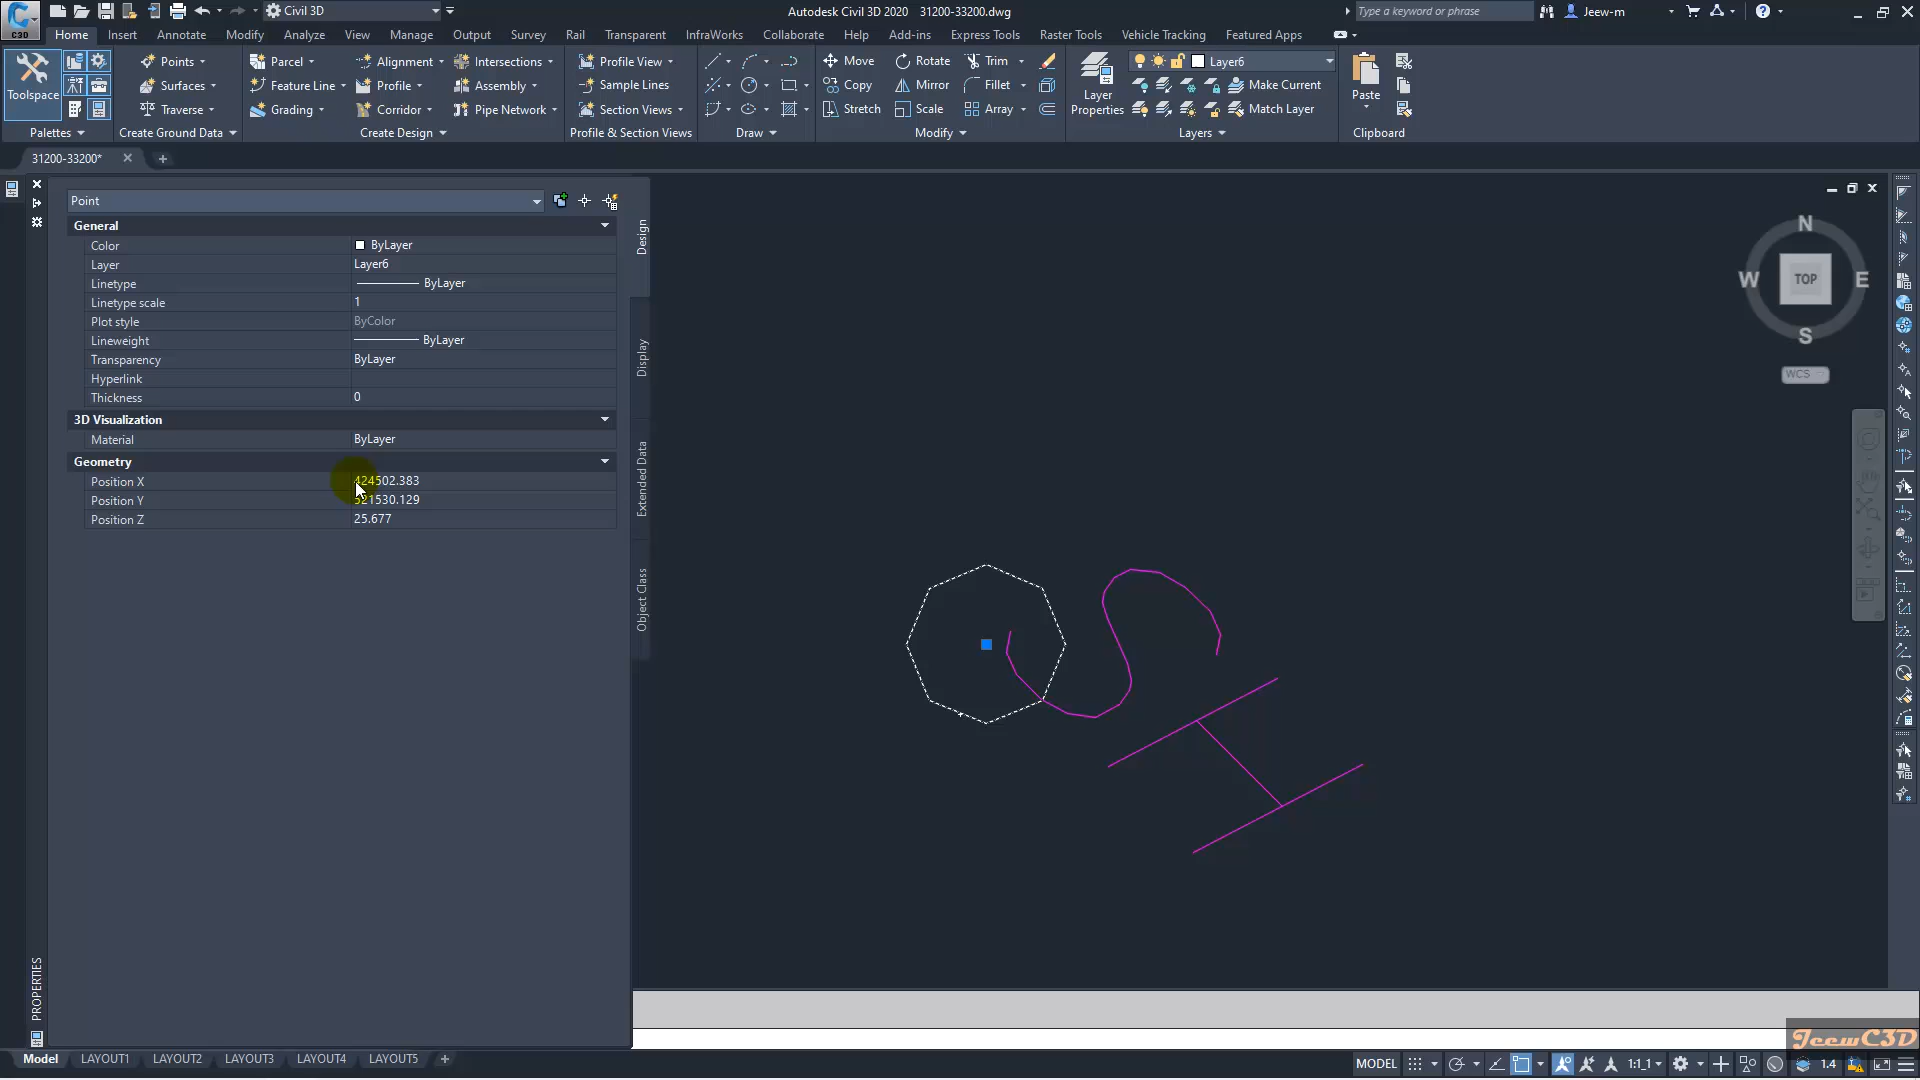 Civil 3D
Autodesk Civil 3D 2020 31200-33200.dwg
Type a keyword or phrase
Jeew-m
C3D
Home Insert Annotate Modify Analyze View Manage Output Survey Rail Transparent InfraWorks Collaborate Help Add-ins Express Tools Raster Tools Vehicle Tracking Featured Apps
Toolspace
Points
Surfaces
Traverse
Parcel
Feature Line
Grading
Alignment
Profile
Corridor
Intersections
Assembly
Pipe Network
Profile View
Sample Lines
Section Views
Move
Copy
Stretch
Rotate
Mirror
Scale
Trim
Fillet
Array
Layer
Properties
Layer6
Make Current
Match Layer
Paste
Palettes Create Ground Data Create Design Profile & Section Views Draw Modify Layers Clipboard
31200-33200*
Point
General
Color ByLayer
Layer Layer6
Linetype ByLayer
Linetype scale 1
Plot style ByColor
Lineweight ByLayer
Transparency ByLayer
Hyperlink
Thickness 0
3D Visualization
Material ByLayer
Geometry
Position X 424502.383
Position Y 521530.129
Position Z 25.677
Design
Display
Extended Data
Object Class
PROPERTIES
N
W TOP E
S
WCS
JeewC3D
Model LAYOUT1 LAYOUT2 LAYOUT3 LAYOUT4 LAYOUT5
MODEL 1:1_1 1.4